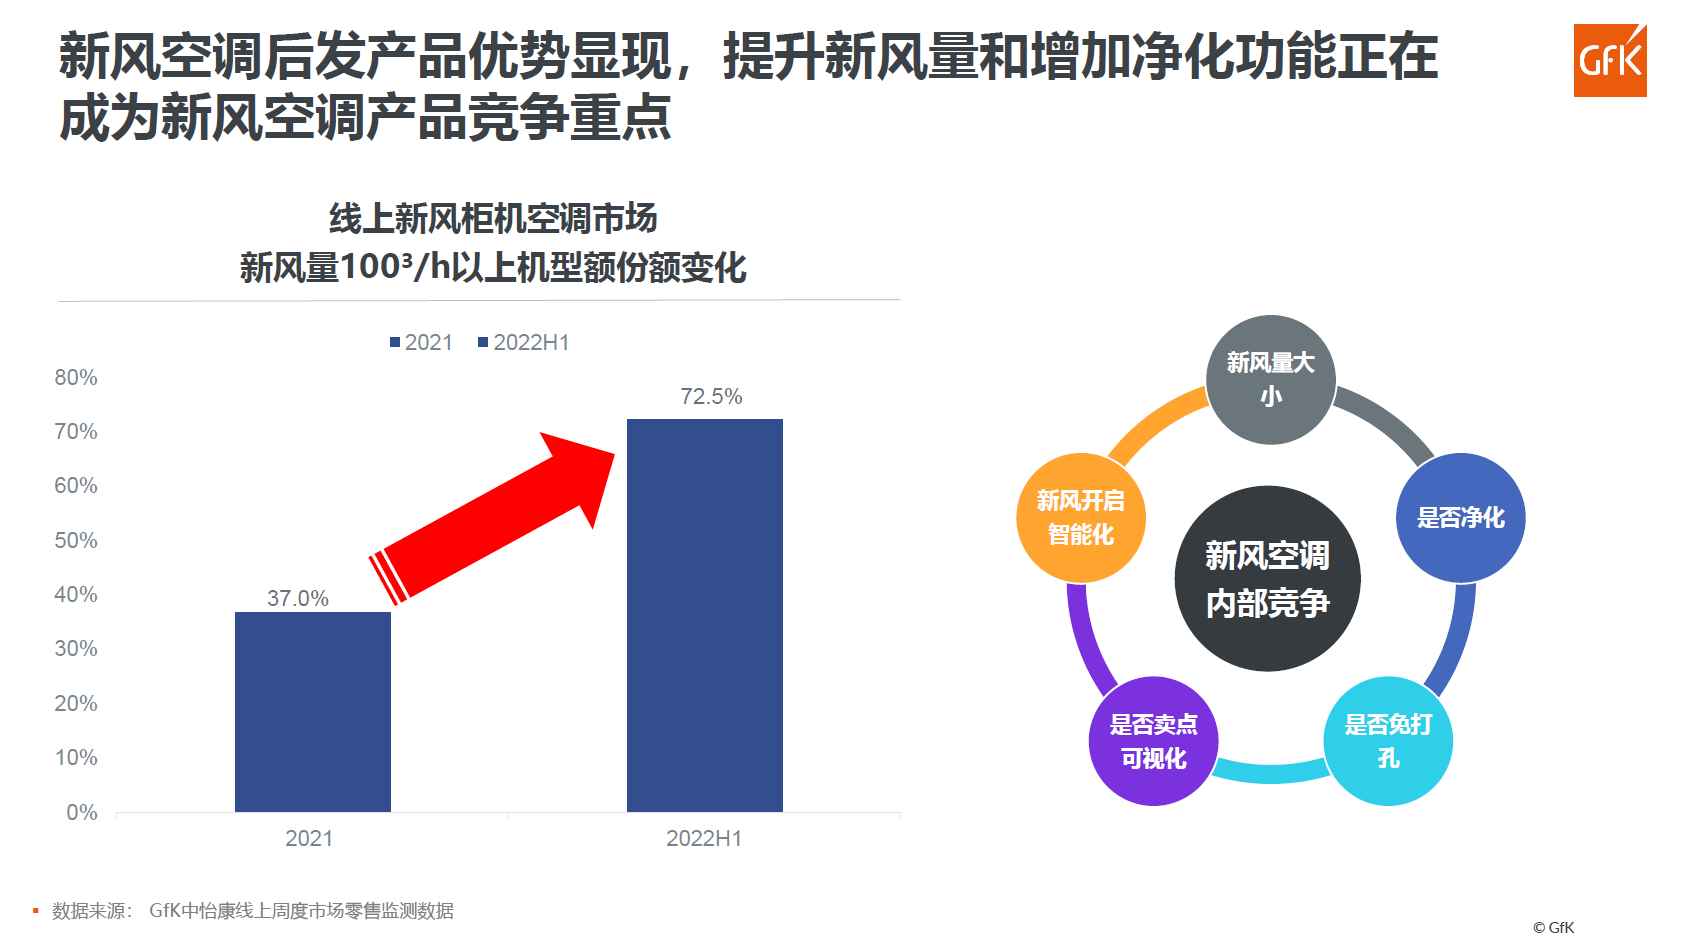 新风空调后发产品优势显现，提升新风量和增加净化功能正在
成为新风空调产品竞争重点
GfK
线上新风柜机空调市场
新风量100³/h以上机型额份额变化
2021 2022H1
80%
70%
60%
50%
40%
30%
20%
10%
0%
37.0%
72.5%
2021
2022H1
新风量大
小
是否净化
是否免打
孔
是否卖点
可视化
新风开启
智能化
新风空调
内部竞争
数据来源： GfK中怡康线上周度市场零售监测数据
© GfK